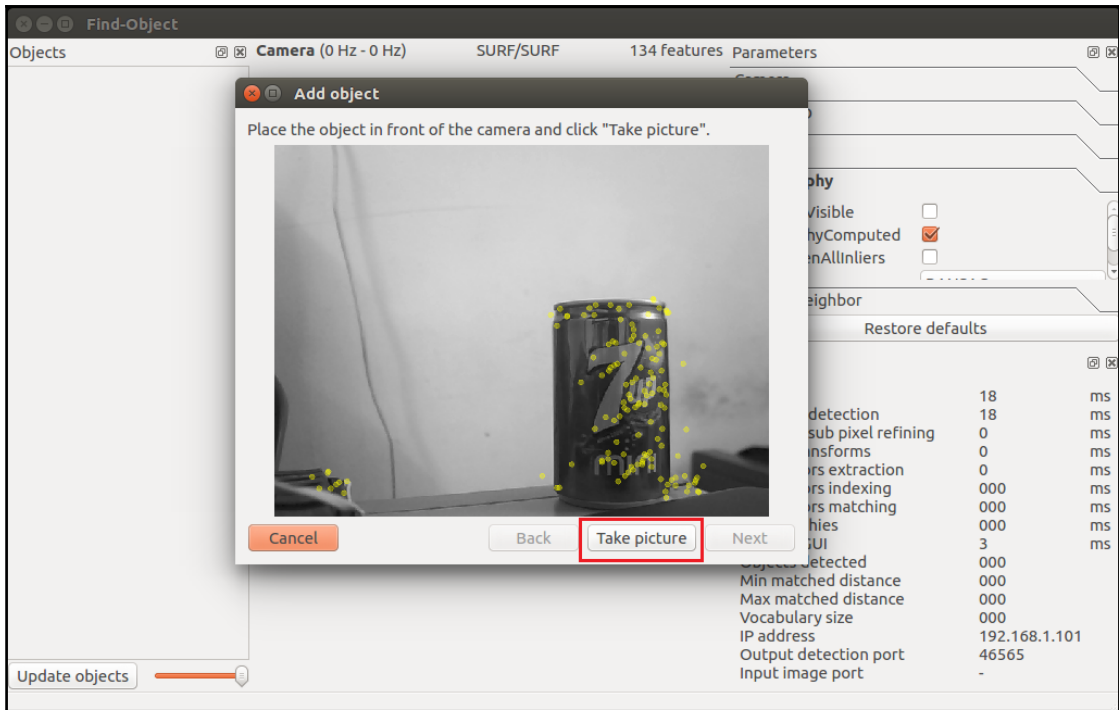 Find-Object
Objects
Camera (0 Hz - 0 Hz) SURF/SURF 134 features
Parameters
Add object
Place the object in front of the camera and click "Take picture".
7
mini
Cancel Back Take picture Next
phy
Visible
hyComputed
enAllInliers
eighbor
Restore defaults
18 ms
detection 18 ms
sub pixel refining 0 ms
ansforms 0 ms
ors extraction 0 ms
ors indexing 000 ms
ors matching 000 ms
hies 000 ms
GUI 3 ms
Objects detected 000
Min matched distance 000
Max matched distance 000
Vocabulary size 000
IP address 192.168.1.101
Output detection port 46565
Input image port -
Update objects